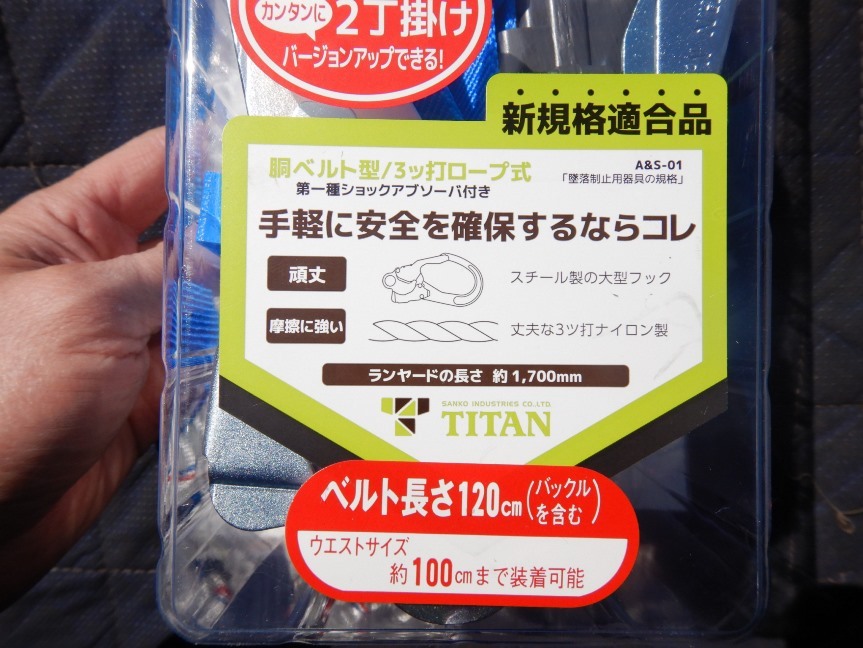 カンタンに
2丁掛け
バージョンアップできる!
新規格適合品
胴ベルト型/3ッ打ロープ式
第一種ショックアブソーバ付き
A&S-01
「墜落制止用器具の規格」
手軽に安全を確保するならコレ
頑丈
スチール製の大型フック
摩擦に強い
丈夫な3ツ打ナイロン製
ランヤードの長さ 約1,700mm
SANKO INDUSTRIES CO.,LTD.
TITAN
ベルト長さ120cm(バックルを含む)
ウエストサイズ
約100cmまで装着可能